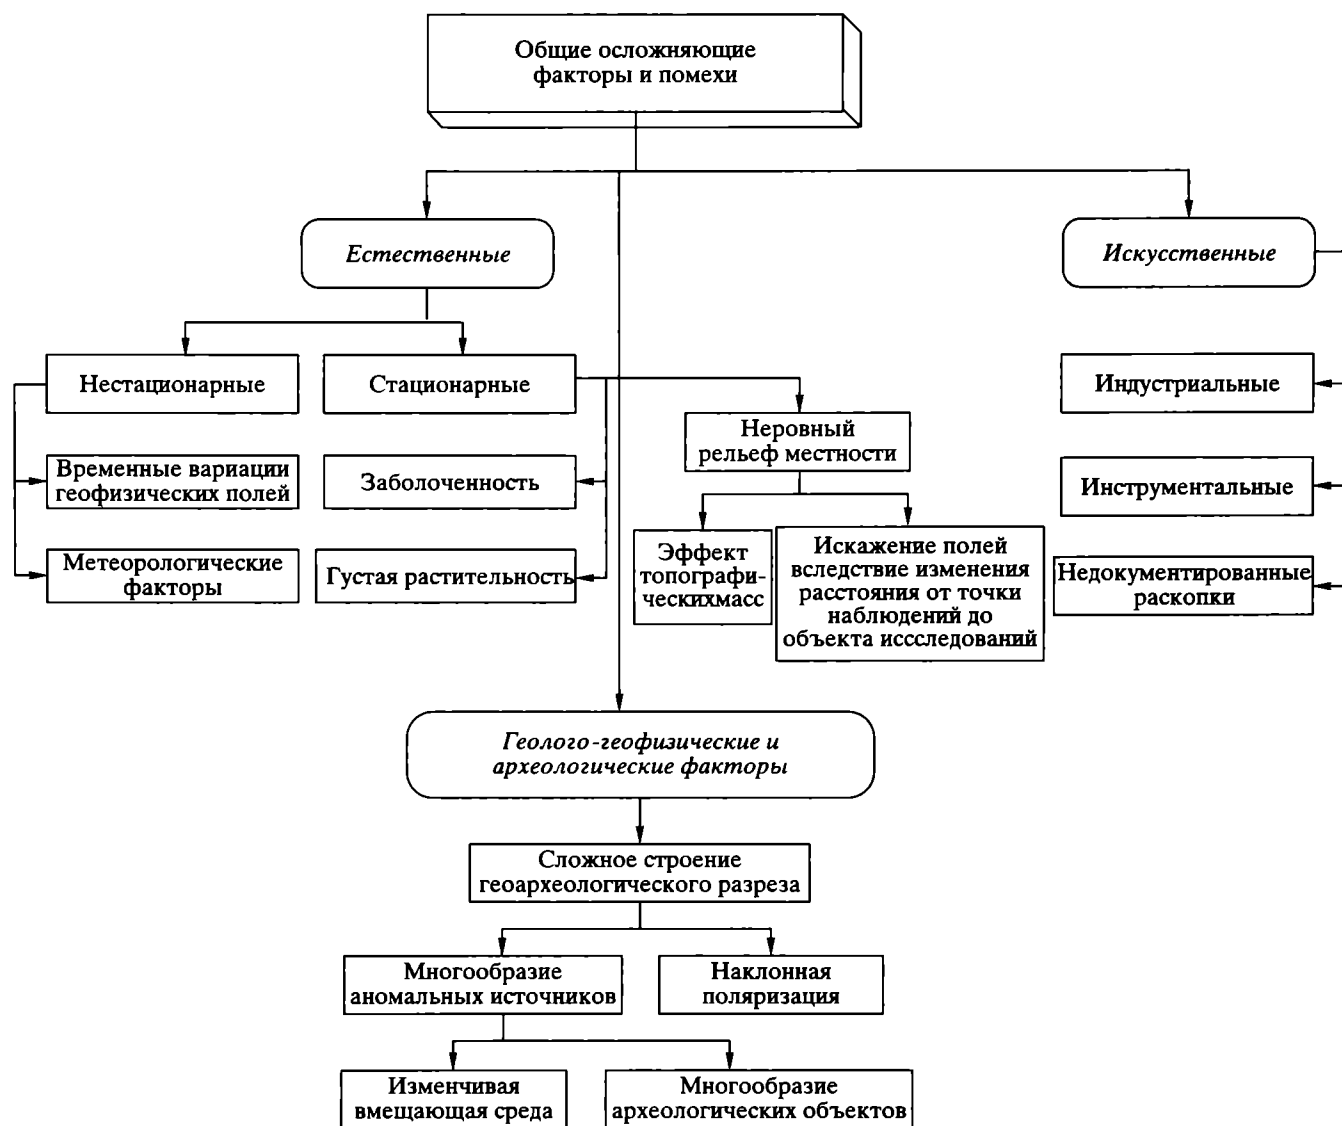 Общие осложняющие
факторы и помехи
Естественные
Искусственные
Нестационарные
Стационарные
Индустриальные
Неровный
рельеф местности
Временные вариации
геофизических полей
Заболоченность
Инструментальные
Метеорологические
факторы
Густая растительность
Эффект
топографи-
ческихмасс
Искажение полей
вследствие изменения
расстояния от точки
наблюдений до
объекта иссследований
Недокументированные
раскопки
Геолого-геофизические и
археологические факторы
Сложное строение
геоархеологического разреза
Многообразие
аномальных источников
Наклонная
поляризация
Изменчивая
вмещающая среда
Многообразие
археологических объектов